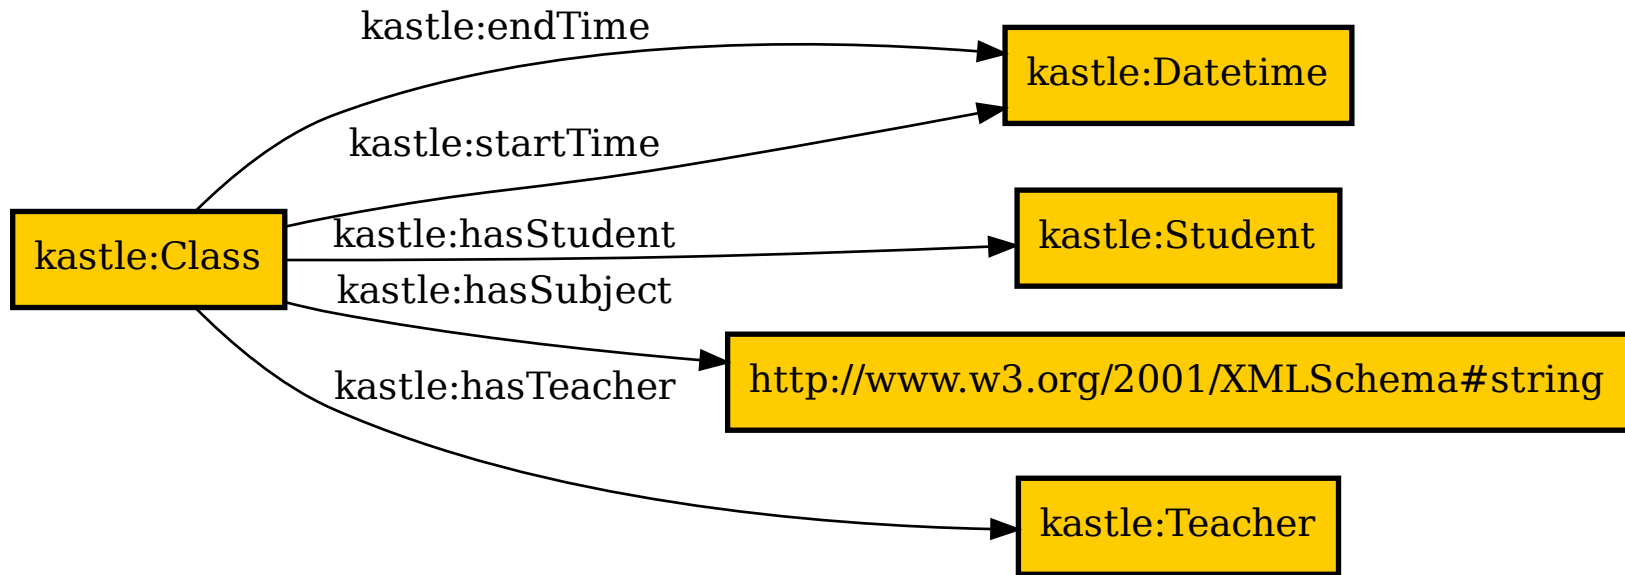 kastle:endTime
kastle:Datetime
kastle:startTime
kastle:Student
kastle:hasStudent
kastle:Class
kastle:hasSubject
http://www.w3.org/2001/XMLSchema#string
kastle:hasTeacher
kastle:Teacher